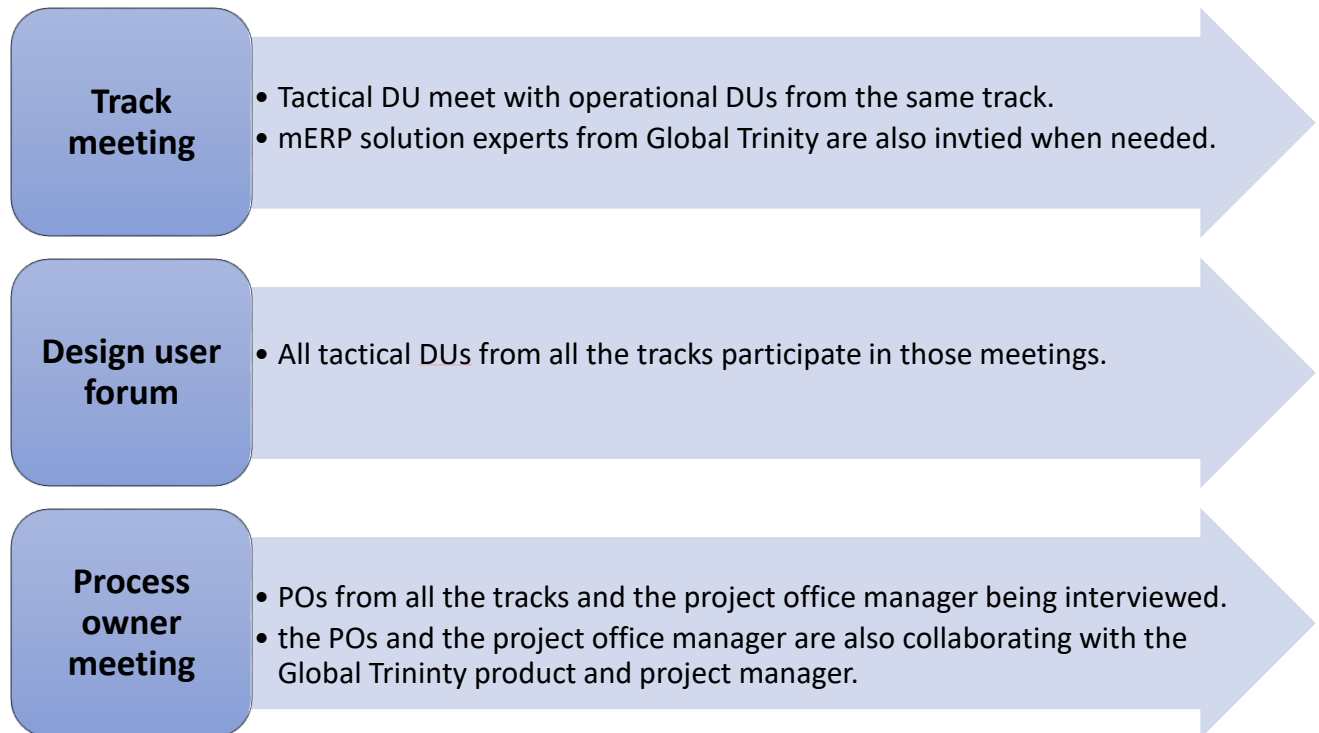 Track
meeting
• Tactical DU meet with operational DUs from the same track.
• mERP solution experts from Global Trinity are also invtied when needed.
Design user
forum
• All tactical DUs from all the tracks participate in those meetings.
Process
owner
meeting
• POs from all the tracks and the project office manager being interviewed.
• the POs and the project office manager are also collaborating with the
Global Trininty product and project manager.